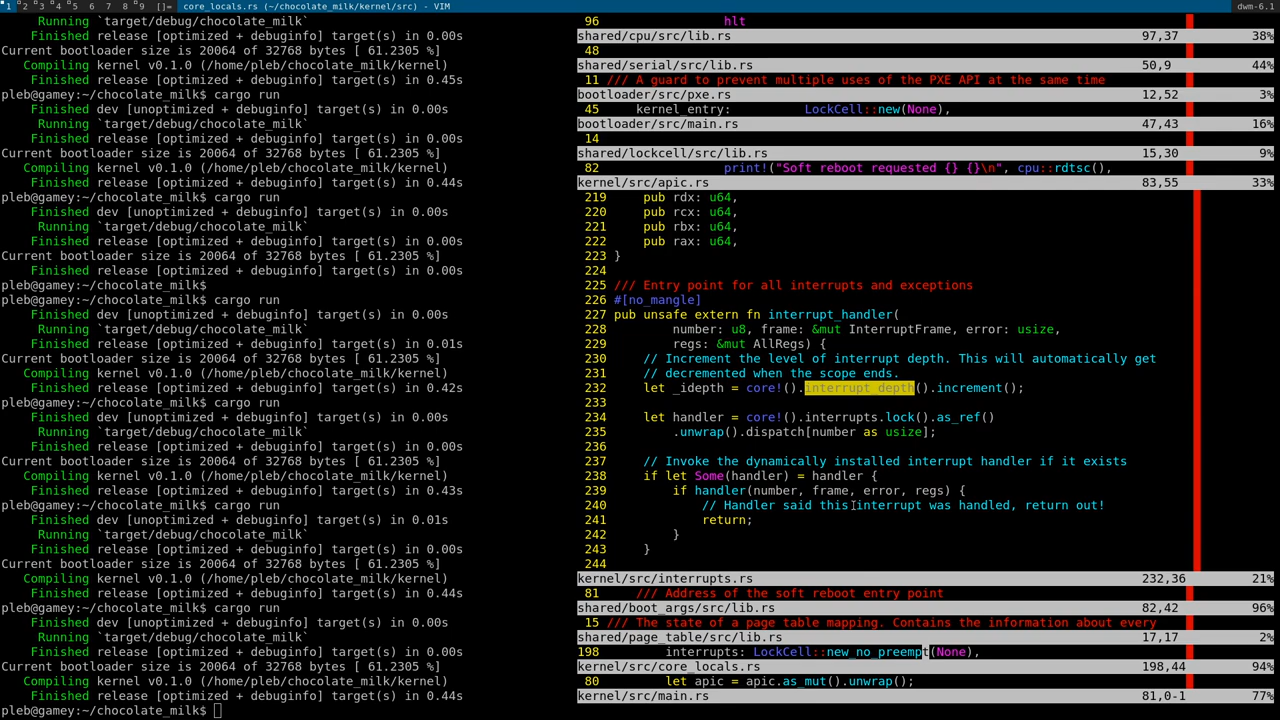 1 2 3 4 5 6 7 8 9 []= core_locals.rs (~/chocolate_milk/kernel/src) - VIM dwm-6.1
Running `target/debug/chocolate_milk`
Finished release [optimized + debuginfo] target(s) in 0.00s
Current bootloader size is 20064 of 32768 bytes [ 61.2305 %]
Compiling kernel v0.1.0 (/home/pleb/chocolate_milk/kernel)
Finished release [optimized + debuginfo] target(s) in 0.45s
pleb@gamey:~/chocolate_milk$ cargo run
Finished dev [unoptimized + debuginfo] target(s) in 0.00s
Running `target/debug/chocolate_milk`
Finished release [optimized + debuginfo] target(s) in 0.00s
Current bootloader size is 20064 of 32768 bytes [ 61.2305 %]
Compiling kernel v0.1.0 (/home/pleb/chocolate_milk/kernel)
Finished release [optimized + debuginfo] target(s) in 0.44s
pleb@gamey:~/chocolate_milk$ cargo run
Finished dev [unoptimized + debuginfo] target(s) in 0.00s
Running `target/debug/chocolate_milk`
Finished release [optimized + debuginfo] target(s) in 0.00s
Current bootloader size is 20064 of 32768 bytes [ 61.2305 %]
Finished release [optimized + debuginfo] target(s) in 0.00s
pleb@gamey:~/chocolate_milk$
pleb@gamey:~/chocolate_milk$ cargo run
Finished dev [unoptimized + debuginfo] target(s) in 0.00s
Running `target/debug/chocolate_milk`
Finished release [optimized + debuginfo] target(s) in 0.01s
Current bootloader size is 20064 of 32768 bytes [ 61.2305 %]
Compiling kernel v0.1.0 (/home/pleb/chocolate_milk/kernel)
Finished release [optimized + debuginfo] target(s) in 0.42s
pleb@gamey:~/chocolate_milk$ cargo run
Finished dev [unoptimized + debuginfo] target(s) in 0.00s
Running `target/debug/chocolate_milk`
Finished release [optimized + debuginfo] target(s) in 0.00s
Current bootloader size is 20064 of 32768 bytes [ 61.2305 %]
Compiling kernel v0.1.0 (/home/pleb/chocolate_milk/kernel)
Finished release [optimized + debuginfo] target(s) in 0.43s
pleb@gamey:~/chocolate_milk$ cargo run
Finished dev [unoptimized + debuginfo] target(s) in 0.01s
Running `target/debug/chocolate_milk`
Finished release [optimized + debuginfo] target(s) in 0.00s
Current bootloader size is 20064 of 32768 bytes [ 61.2305 %]
Compiling kernel v0.1.0 (/home/pleb/chocolate_milk/kernel)
Finished release [optimized + debuginfo] target(s) in 0.44s
pleb@gamey:~/chocolate_milk$ cargo run
Finished dev [unoptimized + debuginfo] target(s) in 0.00s
Running `target/debug/chocolate_milk`
Finished release [optimized + debuginfo] target(s) in 0.00s
Current bootloader size is 20064 of 32768 bytes [ 61.2305 %]
Compiling kernel v0.1.0 (/home/pleb/chocolate_milk/kernel)
Finished release [optimized + debuginfo] target(s) in 0.44s
pleb@gamey:~/chocolate_milk$
96 hlt
shared/cpu/src/lib.rs 97,37 38%
48
shared/serial/src/lib.rs 50,9 44%
11 /// A guard to prevent multiple uses of the PXE API at the same time
bootloader/src/pxe.rs 12,52 3%
45 kernel_entry: LockCell::new(None),
bootloader/src/main.rs 47,43 16%
14
shared/lockcell/src/lib.rs 15,30 9%
82 print!("Soft reboot requested {} {}\n", cpu::rdtsc(),
kernel/src/apic.rs 83,55 33%
219 pub rdx: u64,
220 pub rcx: u64,
221 pub rbx: u64,
222 pub rax: u64,
223 }
224
225 /// Entry point for all interrupts and exceptions
226 #[no_mangle]
227 pub unsafe extern fn interrupt_handler(
228 number: u8, frame: &mut InterruptFrame, error: usize,
229 regs: &mut AllRegs) {
230 // Increment the level of interrupt depth. This will automatically get
231 // decremented when the scope ends.
232 let _idepth = core!().interrupt_depth().increment();
233
234 let handler = core!().interrupts.lock().as_ref()
235 .unwrap().dispatch[number as usize];
236
237 // Invoke the dynamically installed interrupt handler if it exists
238 if let Some(handler) = handler {
239 if handler(number, frame, error, regs) {
240 // Handler said this interrupt was handled, return out!
241 return;
242 }
243 }
244
kernel/src/interrupts.rs 232,36 21%
81 /// Address of the soft reboot entry point
shared/boot_args/src/lib.rs 82,42 96%
15 /// The state of a page table mapping. Contains the information about every
shared/page_table/src/lib.rs 17,17 2%
198 interrupts: LockCell::new_no_preempt(None),
kernel/src/core_locals.rs 198,44 94%
80 let apic = apic.as_mut().unwrap();
kernel/src/main.rs 81,0-1 77%